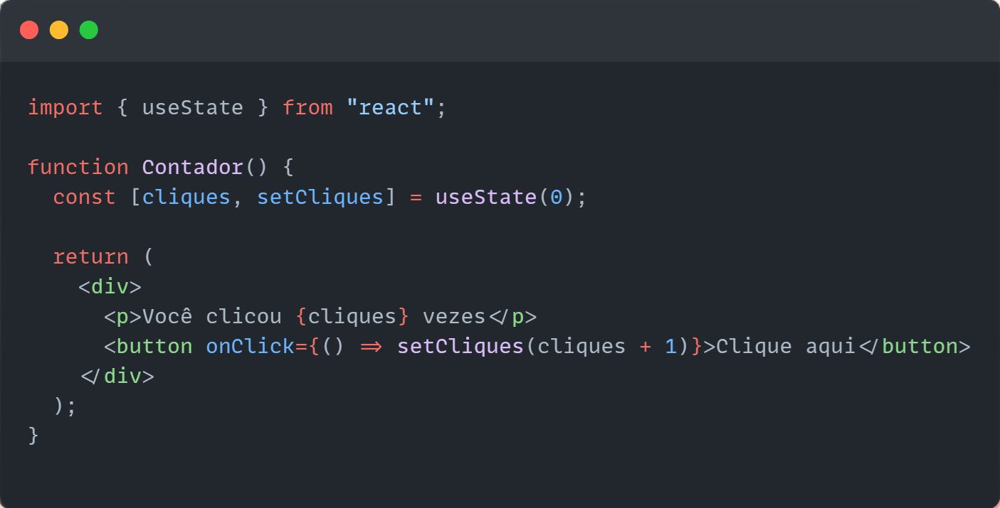 import { useState } from "react";

function Contador() {
  const [cliques, setCliques] = useState(0);

  return (
    <div>
      <p>Você clicou {cliques} vezes</p>
      <button onClick={() => setCliques(cliques + 1)}>Clique aqui</button>
    </div>
  );
}